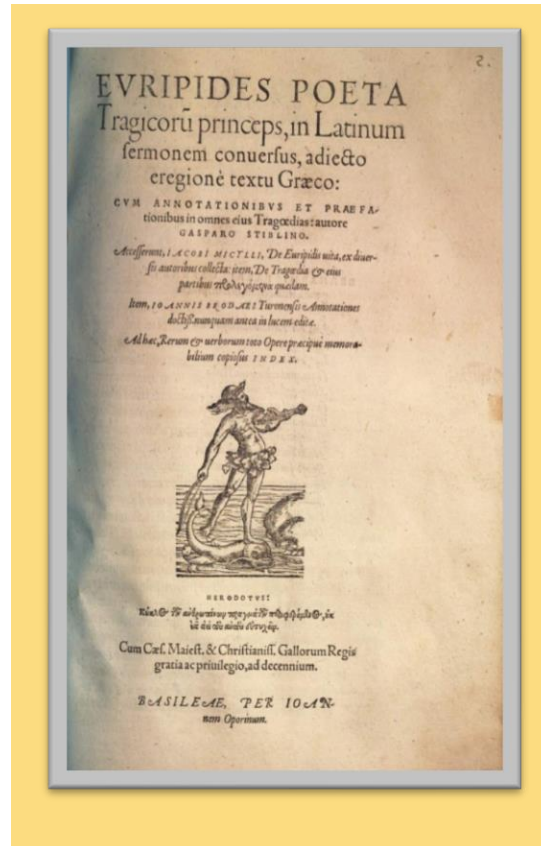 2.
EVRIPIDES POETA
Tragicorū princeps, in Latinum
ſermonem conuerſus, adiecto
eregionè textu Græco:
CVM ANNOTATIONIBVS ET PRAEFA-
tionibus in omnes eius Tragœdias: autore
GASPARO STIBLINO.
Acceſſerunt, IACOBI MICYLLI, De Euripidis uita, ex diuer-
ſis autoribus collecta: item, De Tragœdia & eius
partibus προλεγόμενα quædam.
Item, IOANNIS BRODAEI Turonenſis Annotationes
doctiſſ. nunquam antea in lucem editæ.
Ad hæc, Rerum & uerborum toto Opere præcipuè memora-
bilium copioſus INDEX.
HERODOTVS:
Cum Cæſ. Maieſt. & Chriſtianiſſ. Gallorum Regis
gratia ac priuilegio, ad decennium.
BASILEAE, PER IOAN-
nem Oporinum.